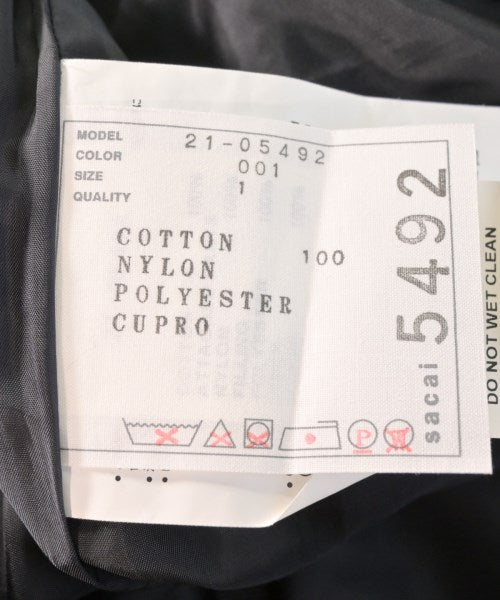 MODEL 21-05492
COLOR 001
SIZE 1
QUALITY
COTTON
NYLON 100
POLYESTER
CUPRO
P
sacai 5492
DO NOT WET CLEAN